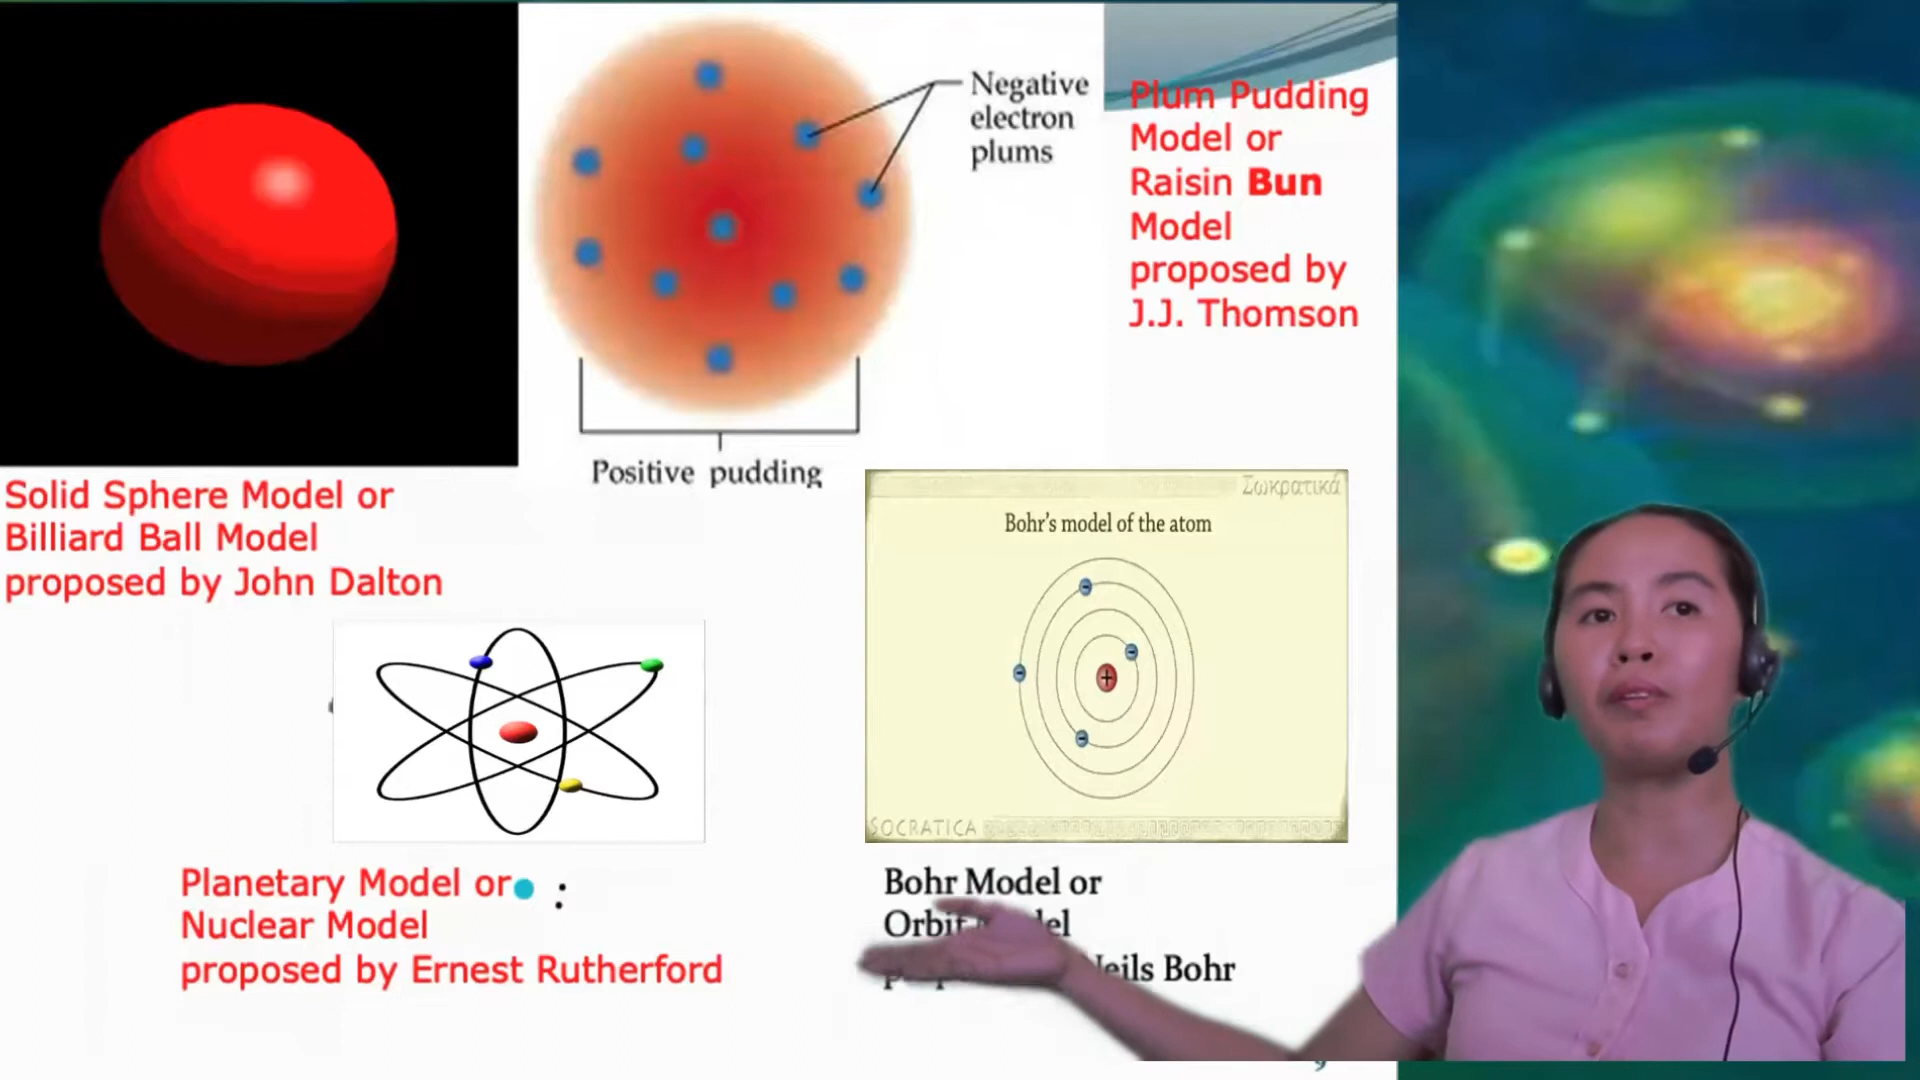 Negative
electron
plums
Positive pudding
Plum Pudding
Model or
Raisin Bun
Model
proposed by
J.J. Thomson
Solid Sphere Model or
Billiard Ball Model
proposed by John Dalton
Σωκρατικά
Bohr's model of the atom
+
SOCRATICA
Planetary Model or :
Nuclear Model
proposed by Ernest Rutherford
Bohr Model or
Bohr
9